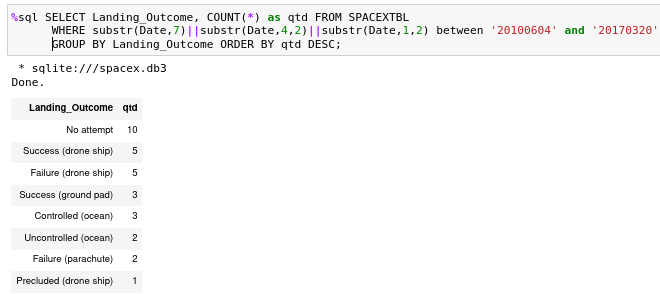 %sql SELECT Landing_Outcome, COUNT(*) as qtd FROM SPACEXTBL
WHERE substr(Date,7)||substr(Date,4,2)||substr(Date,1,2) between '20100604' and '20170320'
GROUP BY Landing_Outcome ORDER BY qtd DESC;
* sqlite:///spacex.db3
Done.
Landing_Outcome qtd
No attempt 10
Success (drone ship) 5
Failure (drone ship) 5
Success (ground pad) 3
Controlled (ocean) 3
Uncontrolled (ocean) 2
Failure (parachute) 2
Precluded (drone ship) 1